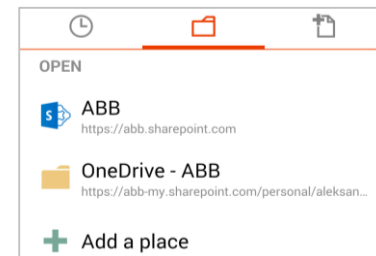 OPEN
S
ABB
https://abb.sharepoint.com
OneDrive - ABB
https://abb-my.sharepoint.com/personal/aleksan...
Add a place